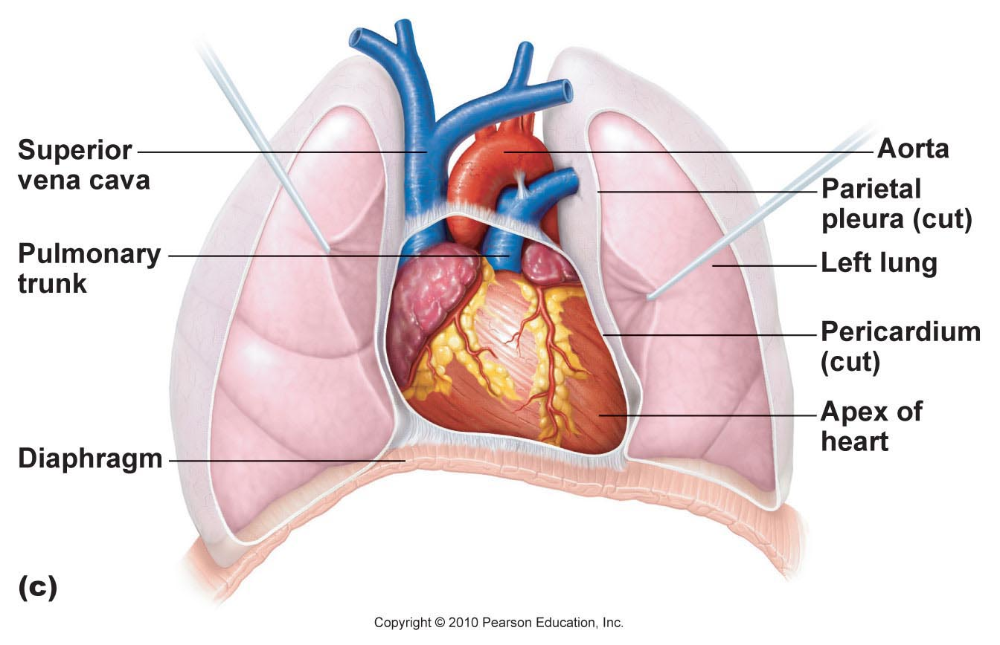 Superior
vena cava
Pulmonary
trunk
Diaphragm
Aorta
Parietal
pleura (cut)
Left lung
Pericardium
(cut)
Apex of
heart
(c)
Copyright © 2010 Pearson Education, Inc.